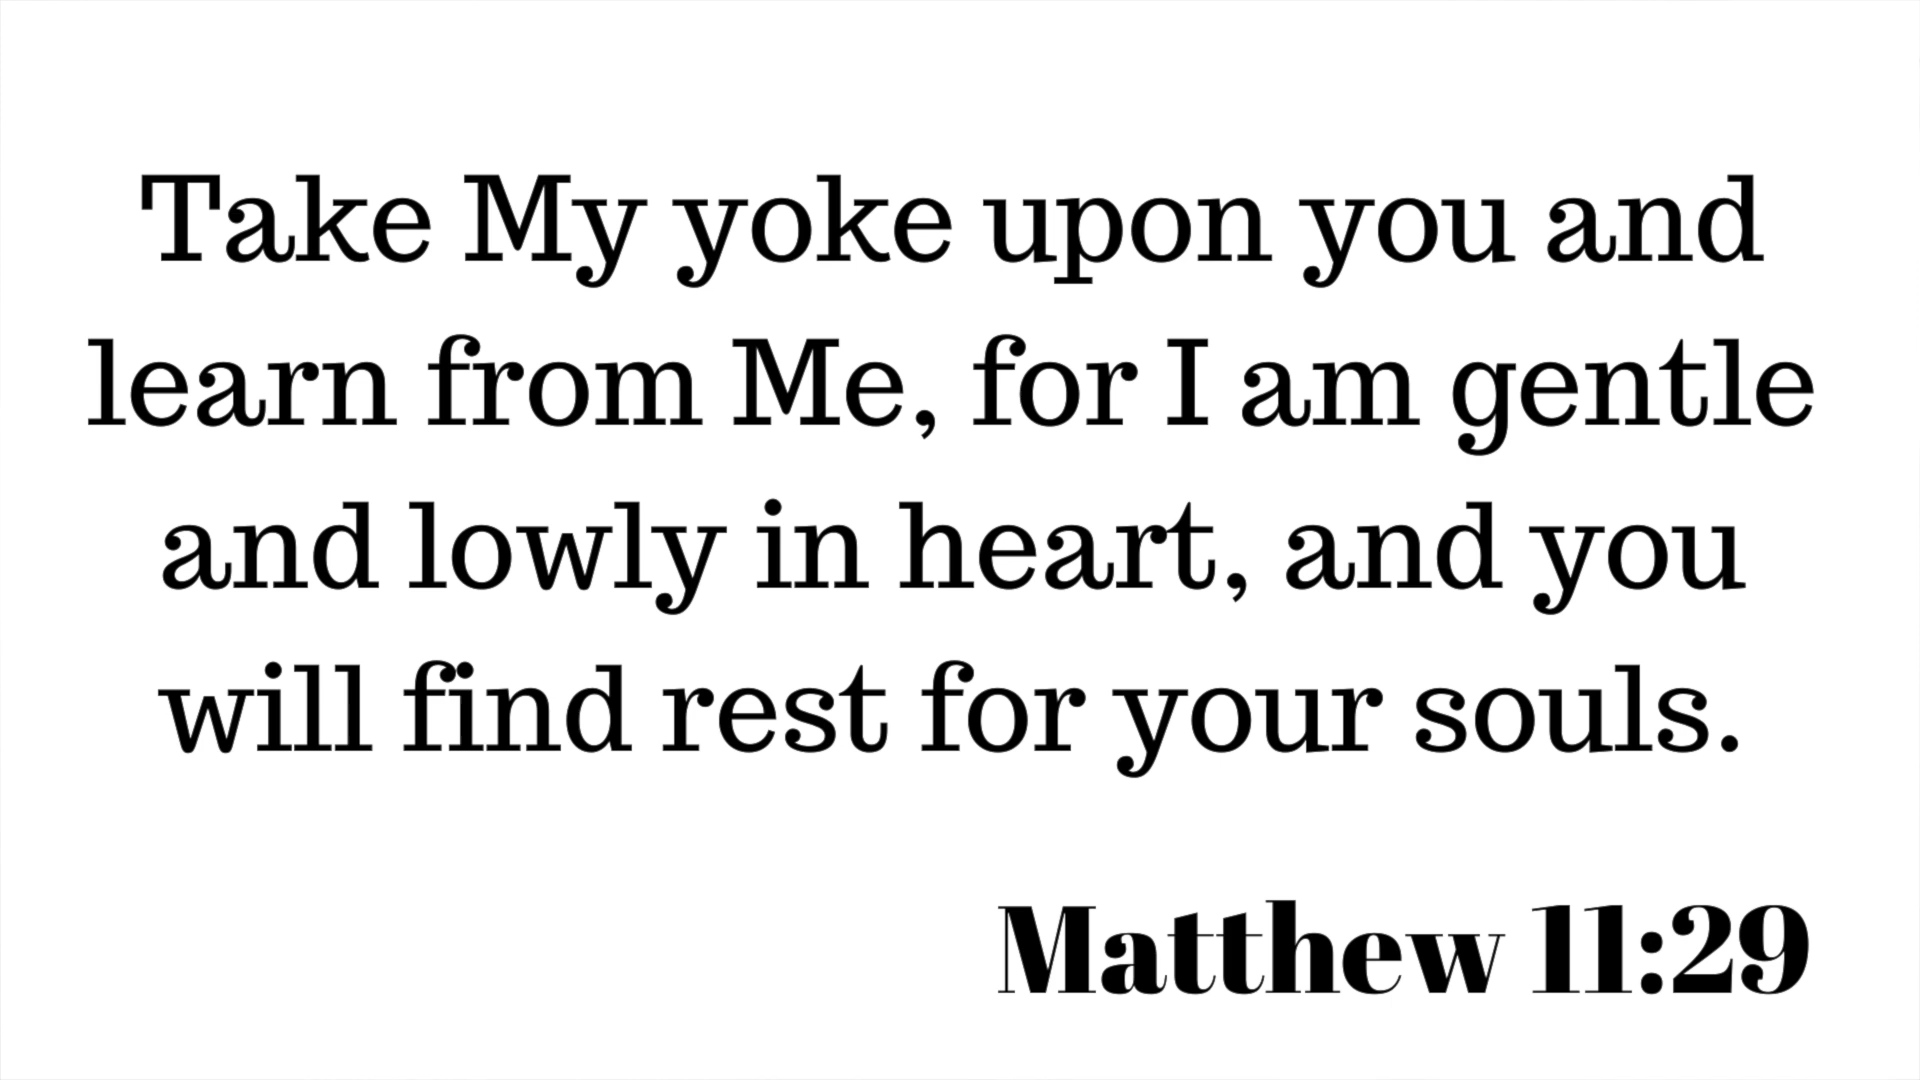 Take My yoke upon you and
learn from Me, for I am gentle
and lowly in heart, and you
will find rest for your souls.
Matthew 11:29